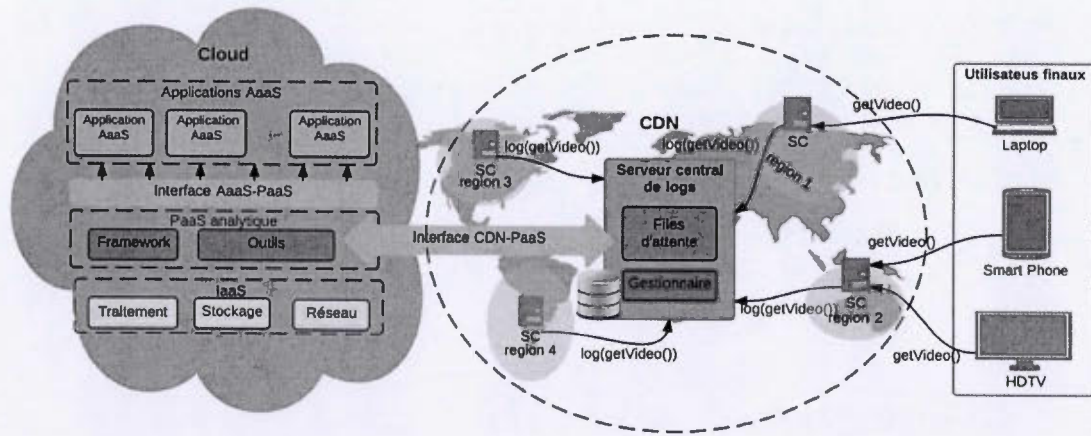 Cloud
Applications AaaS
Application
AaaS
Application
AaaS
Application
AaaS
Interface AaaS-PaaS
PaaS analytique
Framework
Outils
IaaS
Traitement
Stockage
Réseau
Interface CDN-PaaS
CDN
SC
region 3
log(getVideo())
SC
region 4
log(getVideo())
Serveur central
de logs
Files
d'attente
Gestionnaire
log(getVideo())
SC
region 1
log(getVideo())
SC
region 2
getVideo()
getVideo()
getVideo()
Utilisateus finaux
Laptop
Smart Phone
HDTV